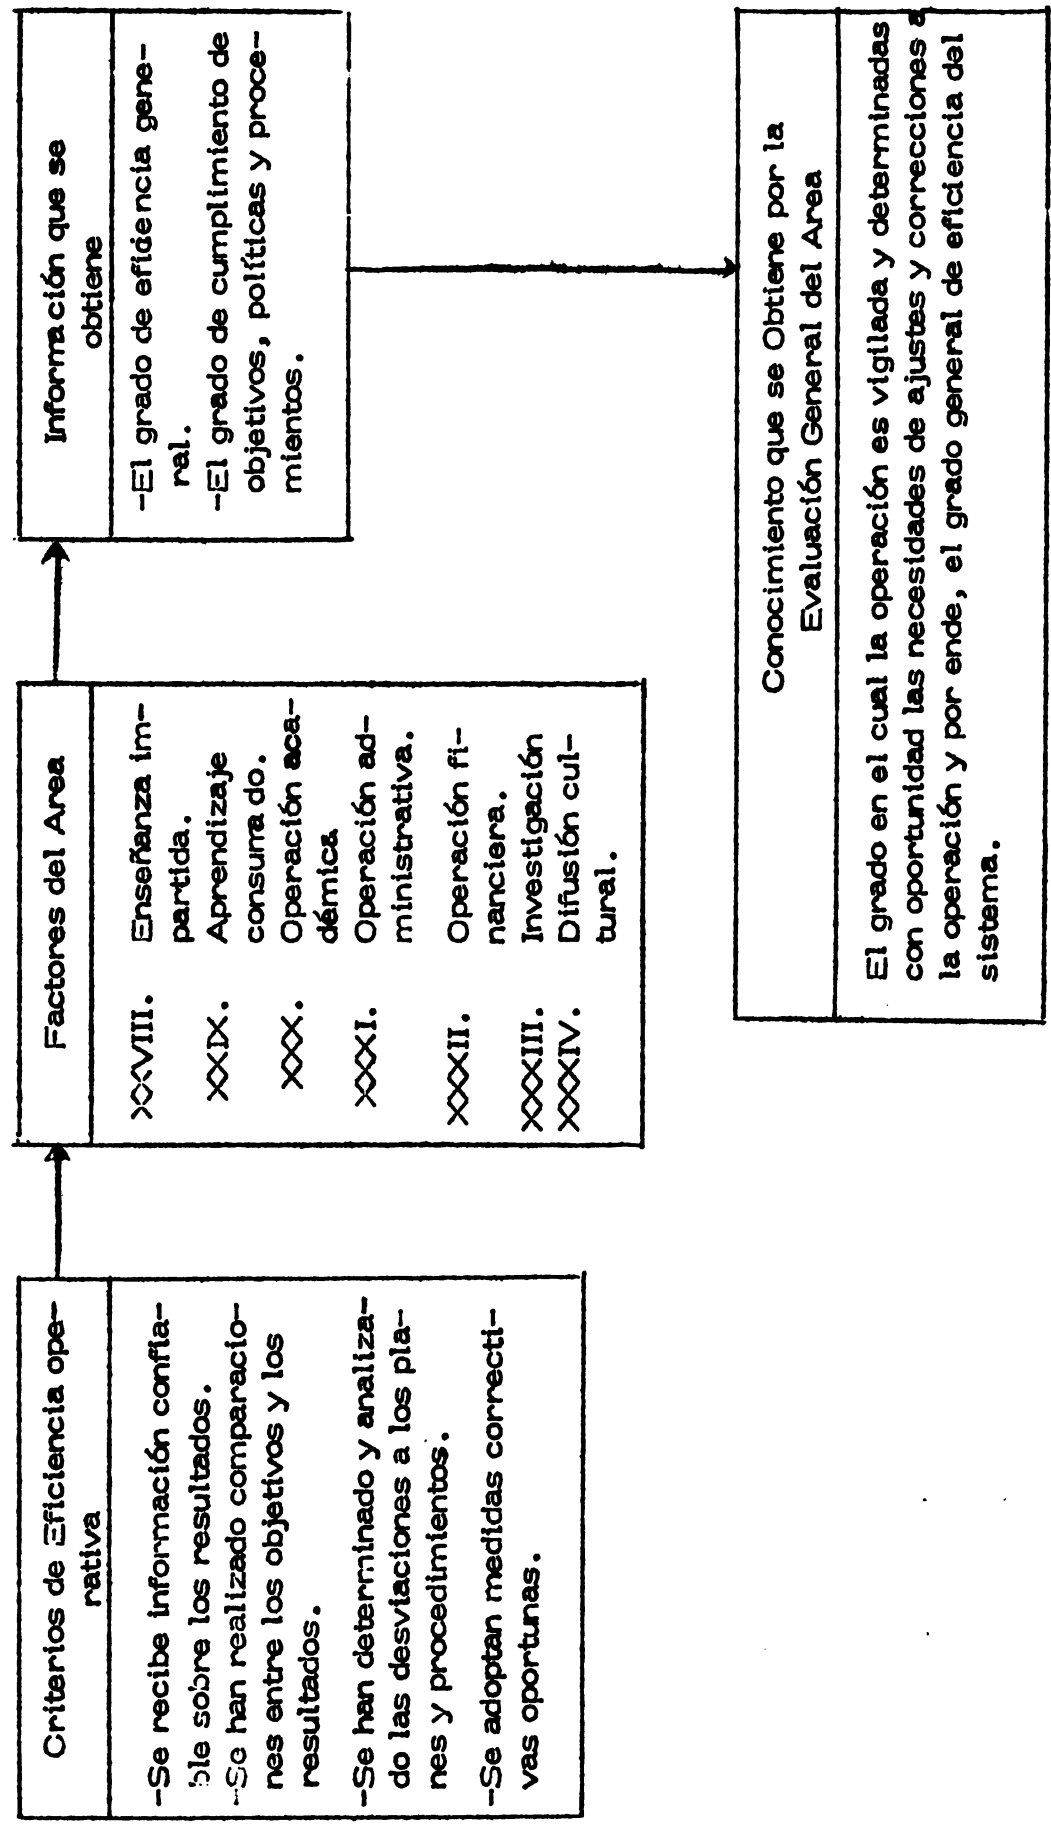 Criterios de Eficiencia ope-
rativa
-Se recibe información confia-
ble sobre los resultados.
-Se han realizado comparacio-
nes entre los objetivos y los
resultados.
-Se han determinado y analiza-
do las desviaciones a los pla-
nes y procedimientos.
-Se adoptan medidas correcti-
vas oportunas.
Factores del Area
XXVIII. Enseñanza im-
partida.
XXIX. Aprendizaje
consumado.
XXX. Operación aca-
démica
XXXI. Operación ad-
ministrativa.
XXXII. Operación fi-
nanciera.
XXXIII. Investigación
XXXIV. Difusión cul-
tural.
Información que se
obtiene
-El grado de eficiencia gene-
ral.
-El grado de cumplimiento de
objetivos, políticas y proce-
mientos.
Conocimiento que se Obtiene por la
Evaluación General del Area
El grado en el cual la operación es vigilada y determinadas
con oportunidad las necesidades de ajustes y correcciones a
la operación y por ende, el grado general de eficiencia del
sistema.